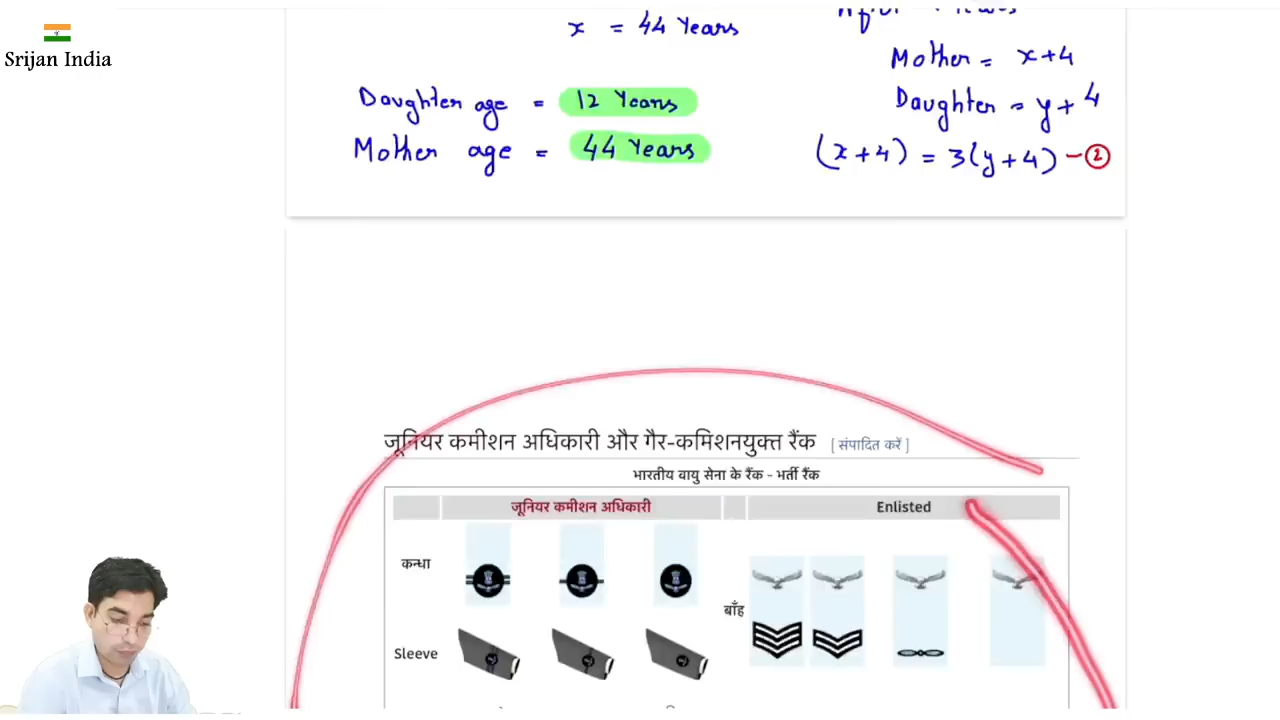 Srijan India
x = 44 Years
Mother = x+4
Daughter age = 12 Years
Daughter = y+4
Mother age = 44 Years
(x+4) = 3(y+4) - 2
जूनियर कमीशन अधिकारी और गैर-कमिशनयुक्त रैंक [ संपादित करें ]
भारतीय वायु सेना के रैंक - भर्ती रैंक
जूनियर कमीशन अधिकारी
Enlisted
कन्धा
बाँह
Sleeve